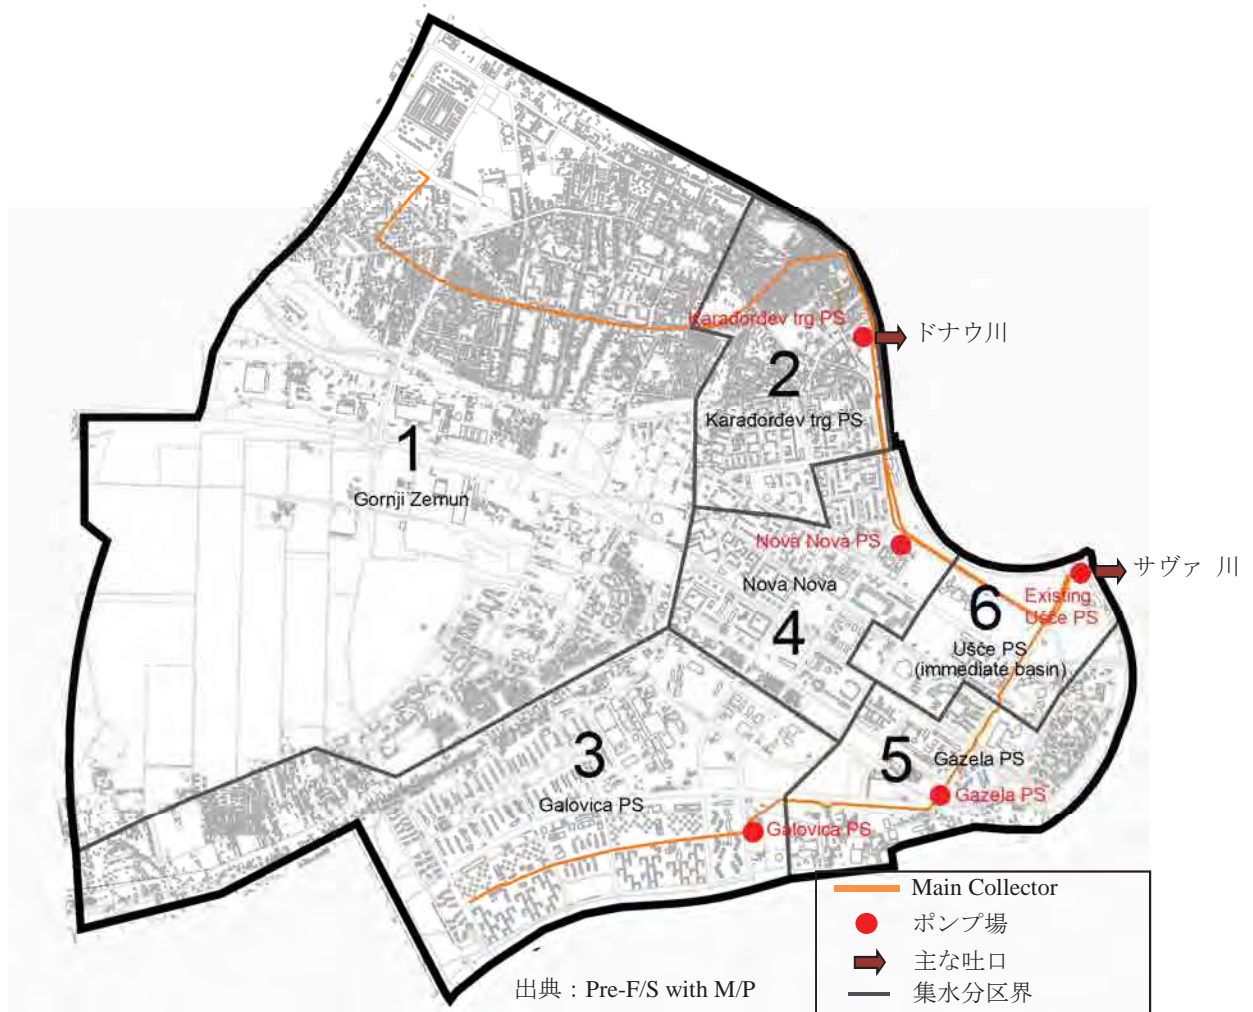 Karađorđev trg PS
ドナウ川
2
Karađorđev trg PS
1
Gornji Zemun
Nova Nova PS
サヴァ 川
Nova Nova
Existing
Ušće PS
6
4
Ušće PS
(immediate basin)
3
5
Gazela PS
Galovica PS
Gazela PS
Galovica PS
Main Collector
ポンプ場
主な吐口
集水分区界
出典：Pre-F/S with M/P